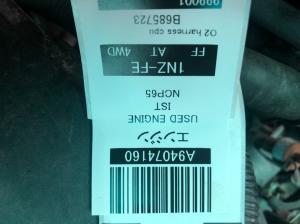 A94074160
エンジン
USED ENGINE
IST
NCP65
1NZ-FE
FF AT 4WD
O2 harness cpu
B685723